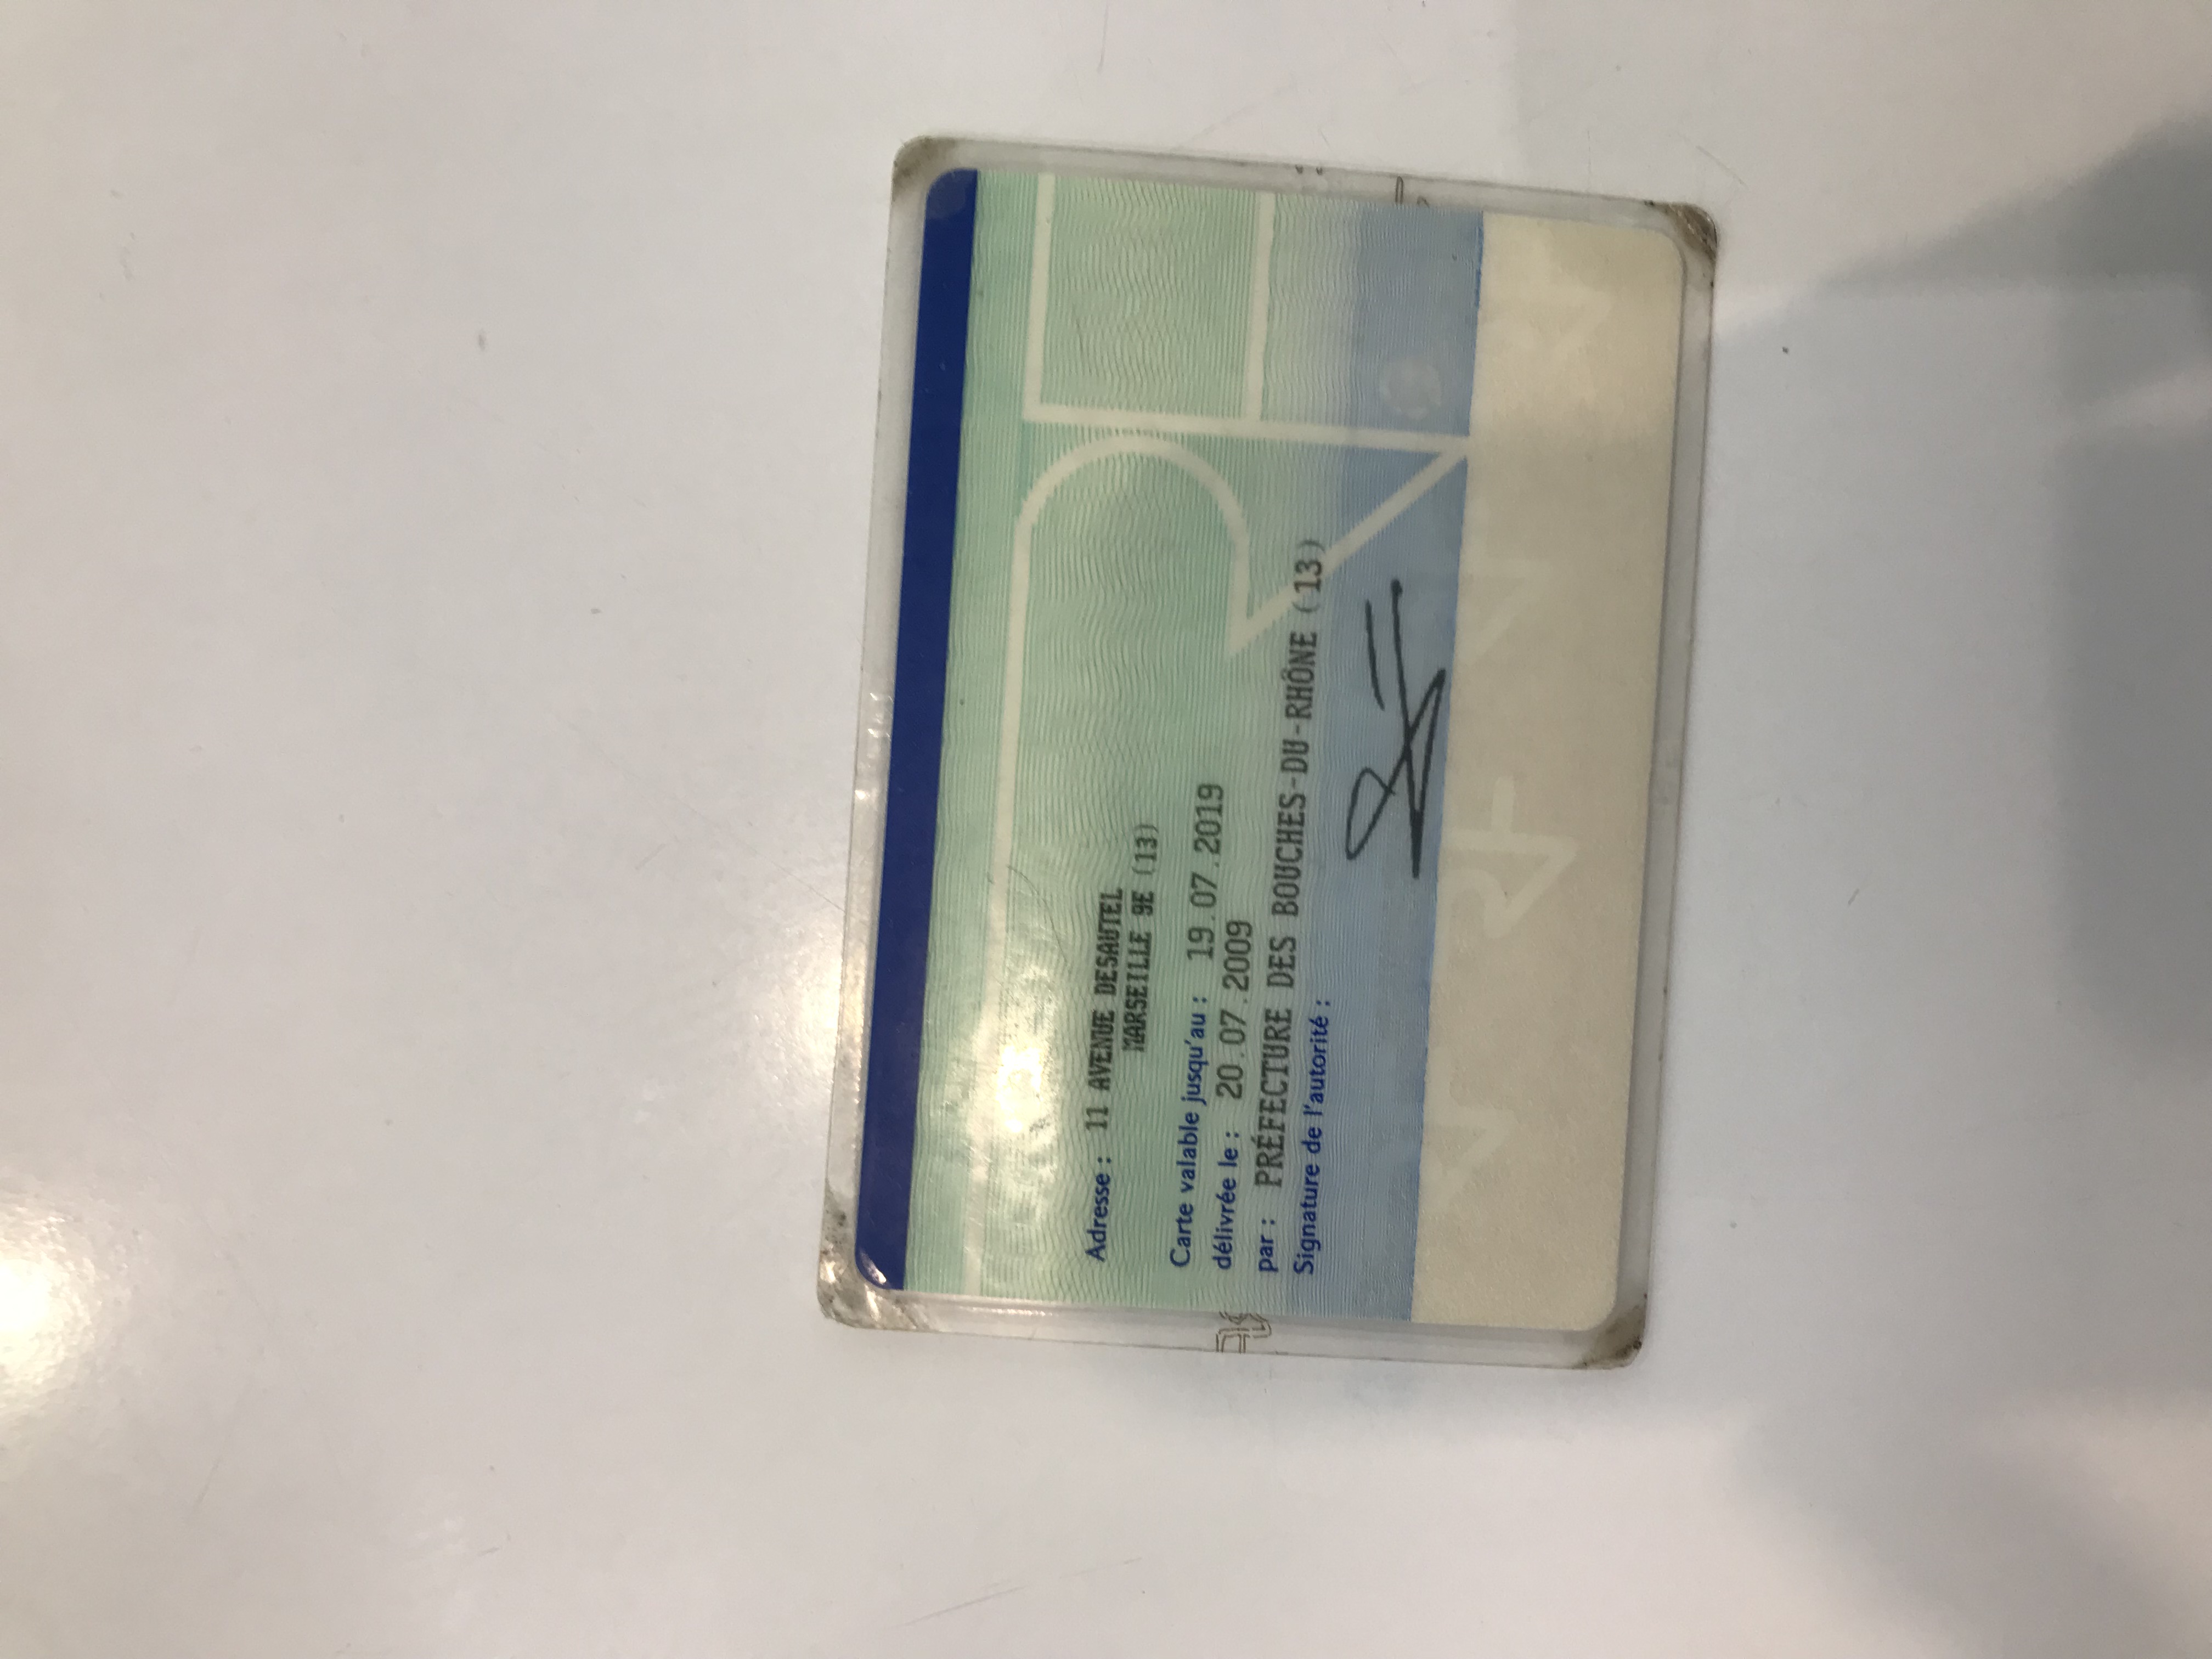 Adresse : 11 AVENUE DESAUTEL
MARSEILLE 9E (13)
Carte valable jusqu'au : 19.07.2019
délivrée le : 20.07.2009
par : PRÉFECTURE DES BOUCHES-DU-RHÔNE (13)
Signature de l'autorité :